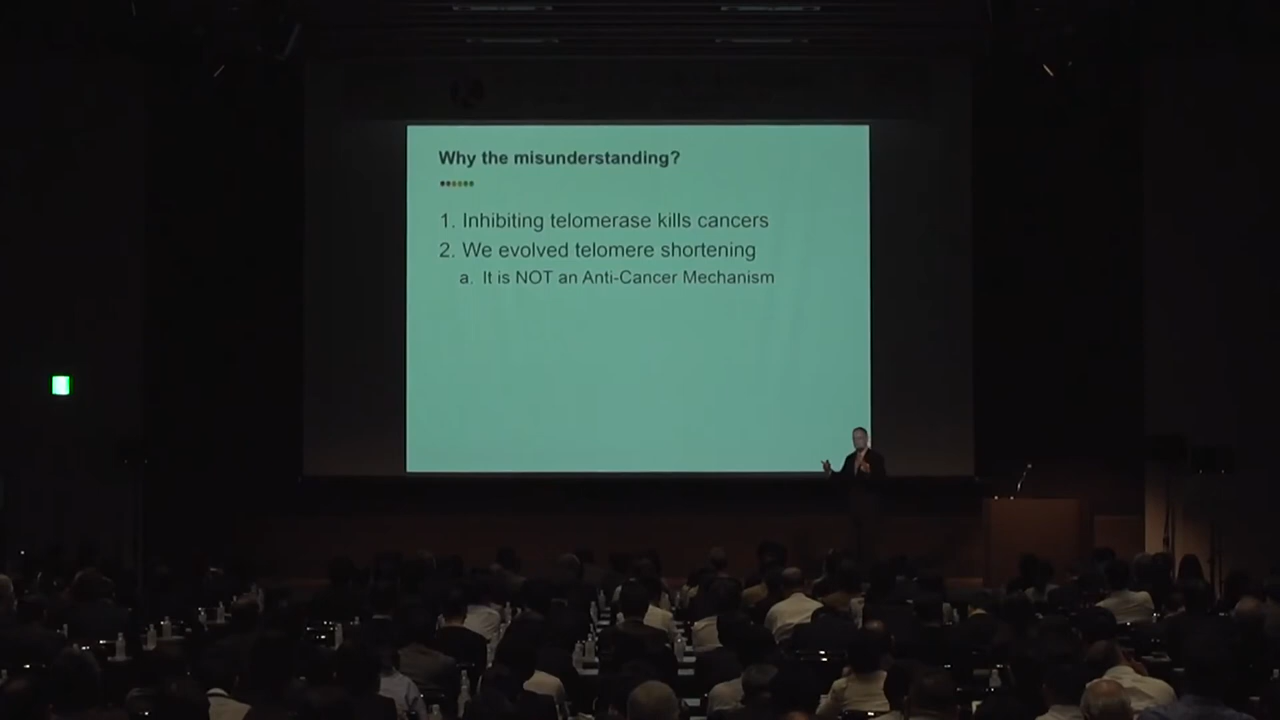 Why the misunderstanding?
1. Inhibiting telomerase kills cancers
2. We evolved telomere shortening
a. It is NOT an Anti-Cancer Mechanism